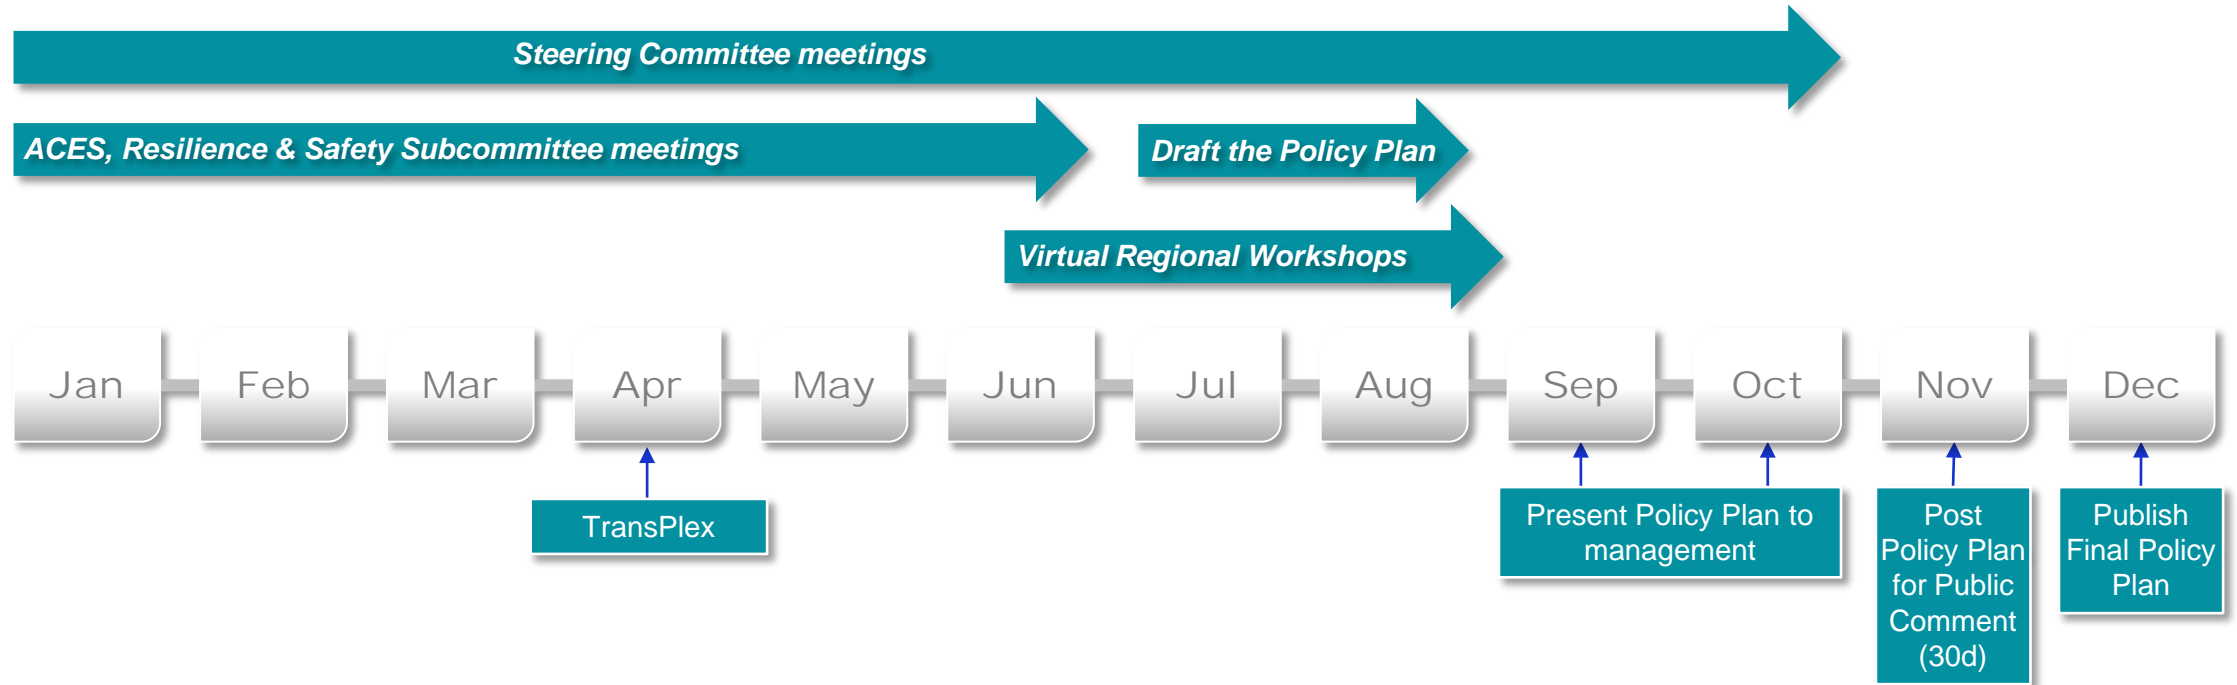 Steering Committee meetings
ACES, Resilience & Safety Subcommittee meetings
Draft the Policy Plan
Virtual Regional Workshops
Jan
Feb
Mar
Apr
May
Jun
Jul
Aug
Sep
Oct
Nov
Dec
TransPlex
Present Policy Plan to
management
Post
Policy Plan
for Public
Comment
(30d)
Publish
Final Policy
Plan